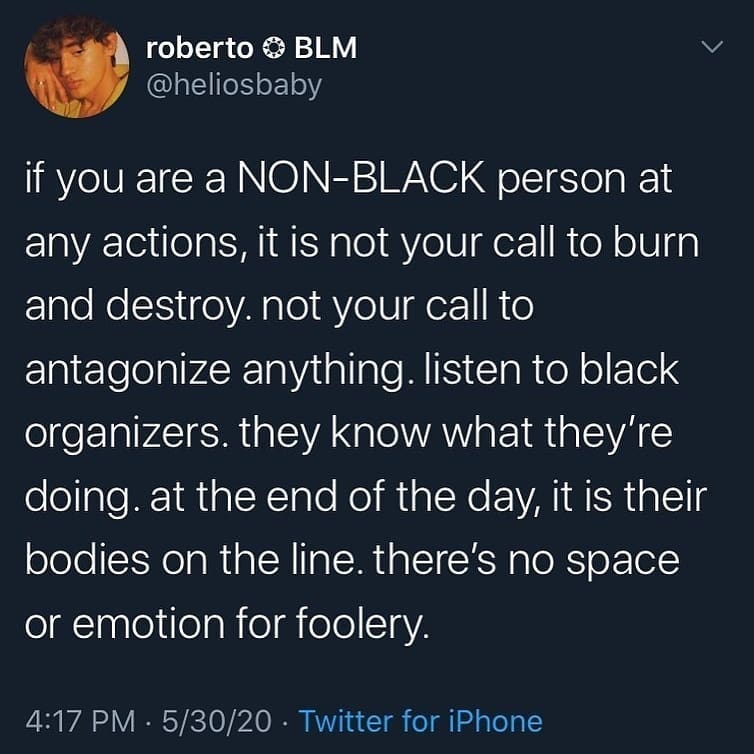 roberto ❂ BLM
@heliosbaby
if you are a NON-BLACK person at
any actions, it is not your call to burn
and destroy. not your call to
antagonize anything. listen to black
organizers. they know what they’re
doing. at the end of the day, it is their
bodies on the line. there’s no space
or emotion for foolery.
4:17 PM · 5/30/20 · Twitter for iPhone